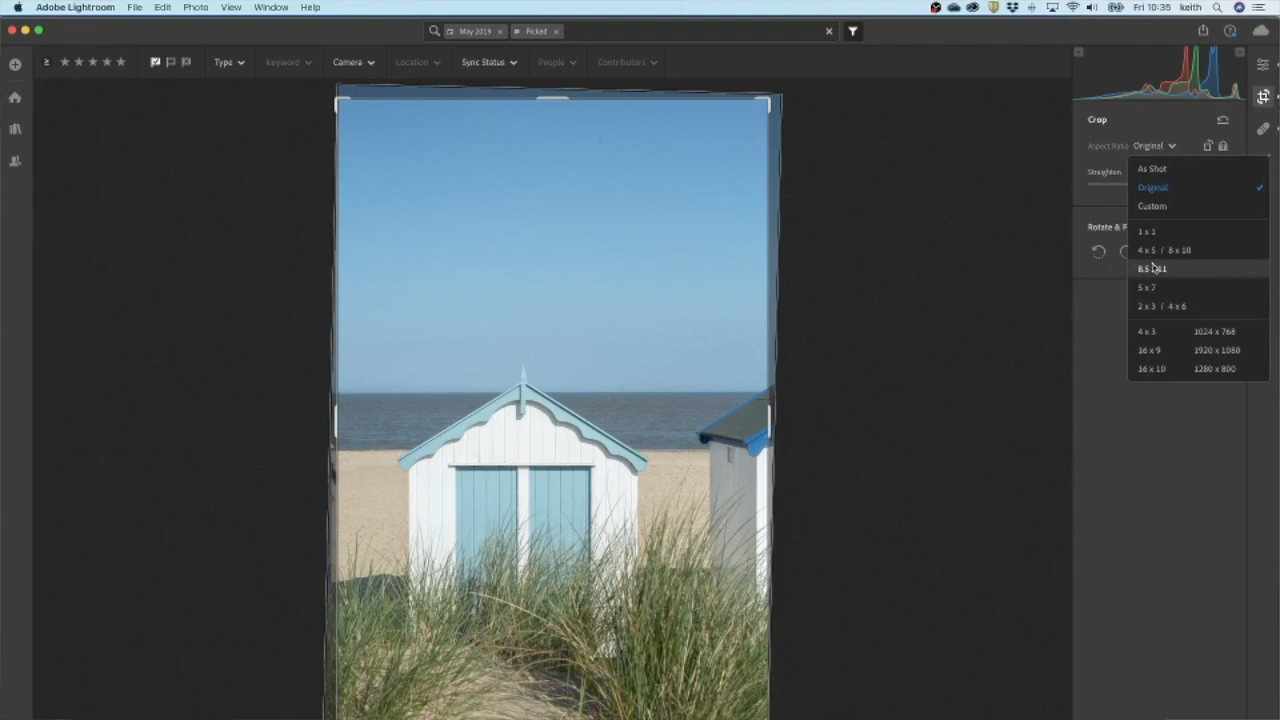 Adobe Lightroom File Edit Photo View Window Help Fri 10:35 keith
May 2019 × Picked × ×
≥ ★ ★ ★ ★ ★ Type Keyword Camera Location Sync Status People Contributors
Crop
Aspect Ratio Original
As Shot
Straighten
Original
Custom
Rotate &
1 x 1
4 x 5 / 8 x 10
8.5 11
5 x 7
2 x 3 / 4 x 6
4 x 3 1024 x 768
16 x 9 1920 x 1080
16 x 10 1280 x 800